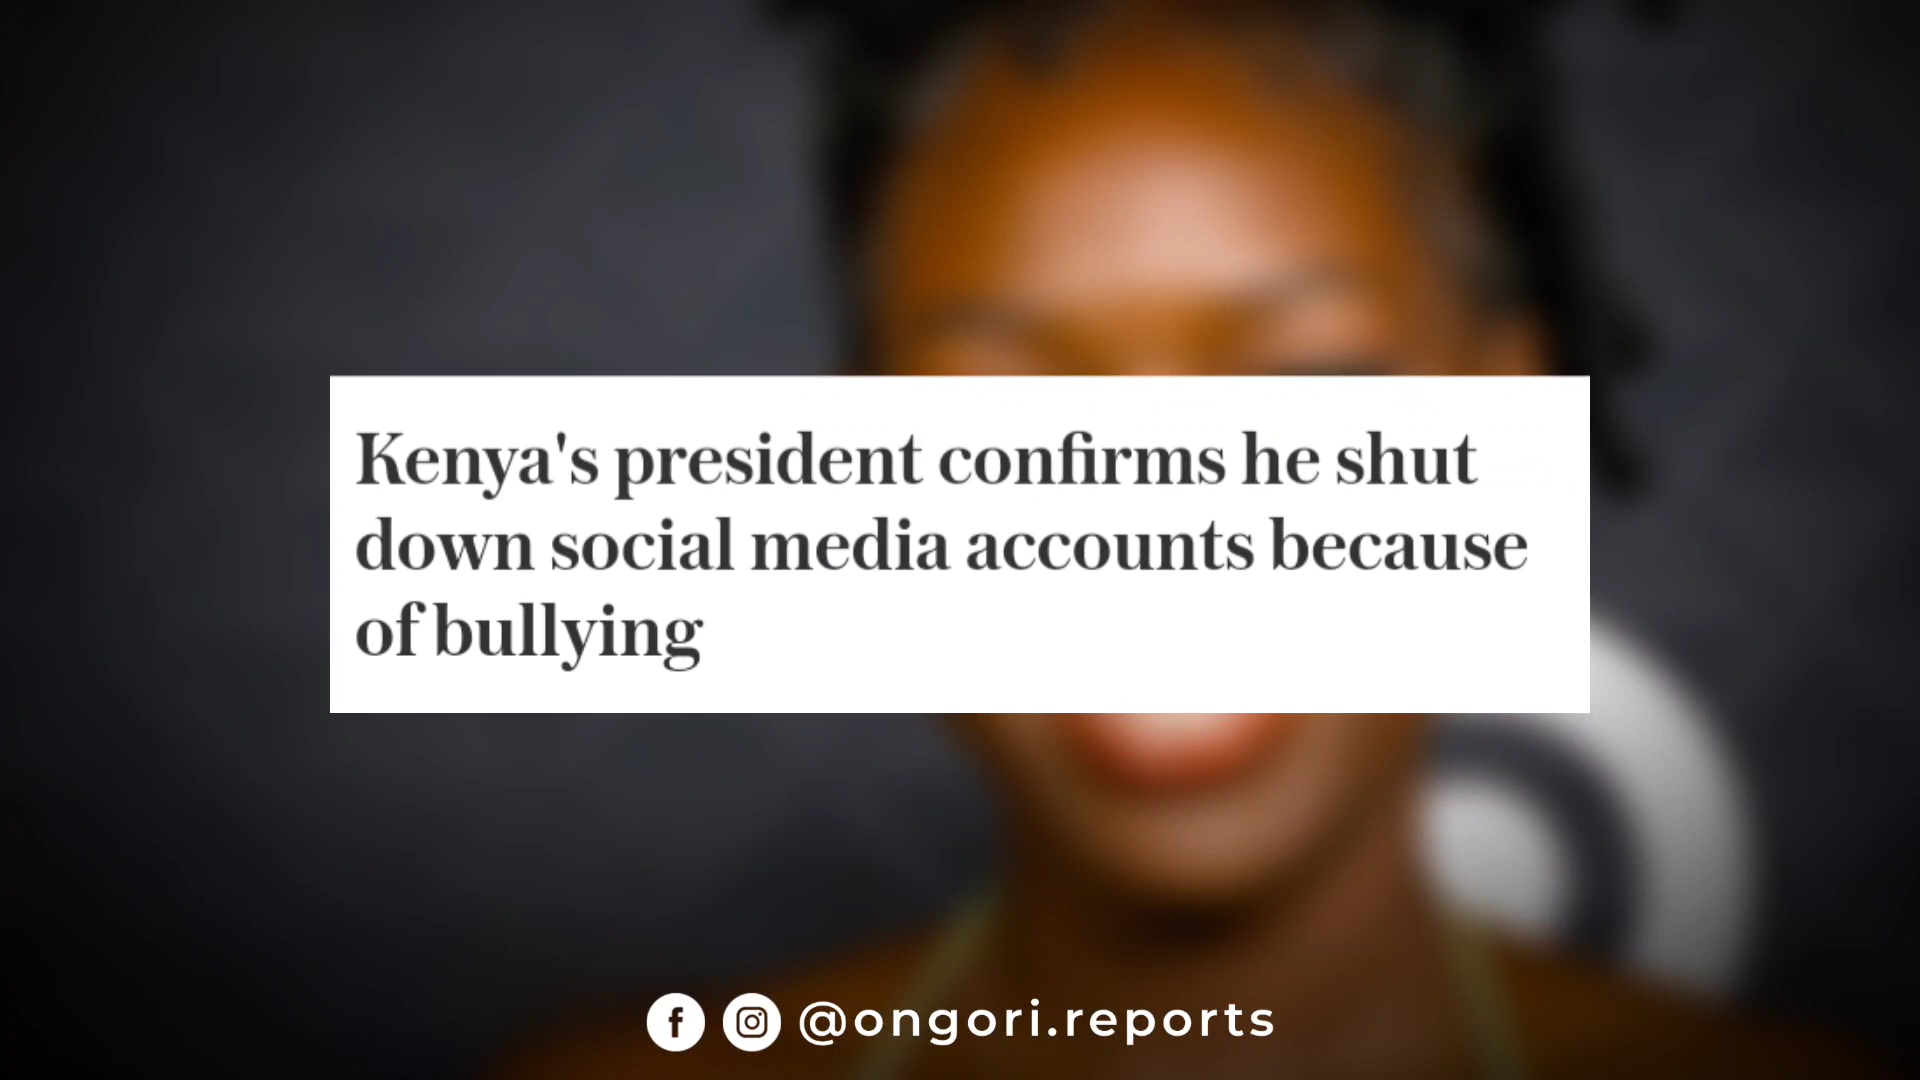 Kenya's president confirms he shut
down social media accounts because
of bullying
@ongori.reports